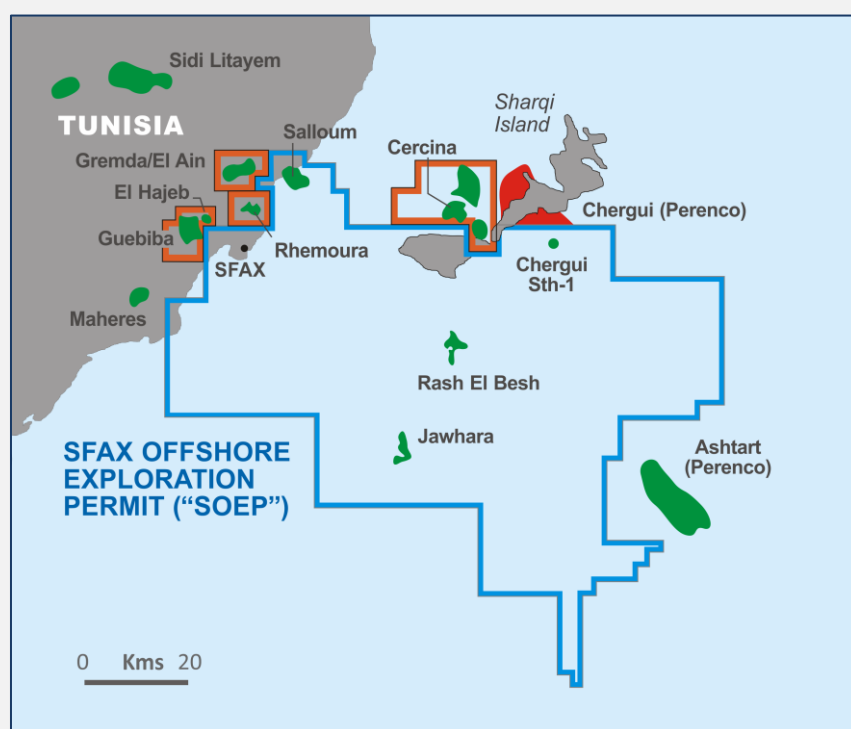 Sidi Litayem
TUNISIA
Sharqi
Island
Salloum
Cercina
Gremda/El Ain
El Hajeb
Guebiba
Rhemoura
SFAX
Chergui (Perenco)
Chergui
Sth-1
Maheres
Rash El Besh
Jawhara
SFAX OFFSHORE
EXPLORATION
PERMIT (“SOEP”)
Ashtart
(Perenco)
0 Kms 20